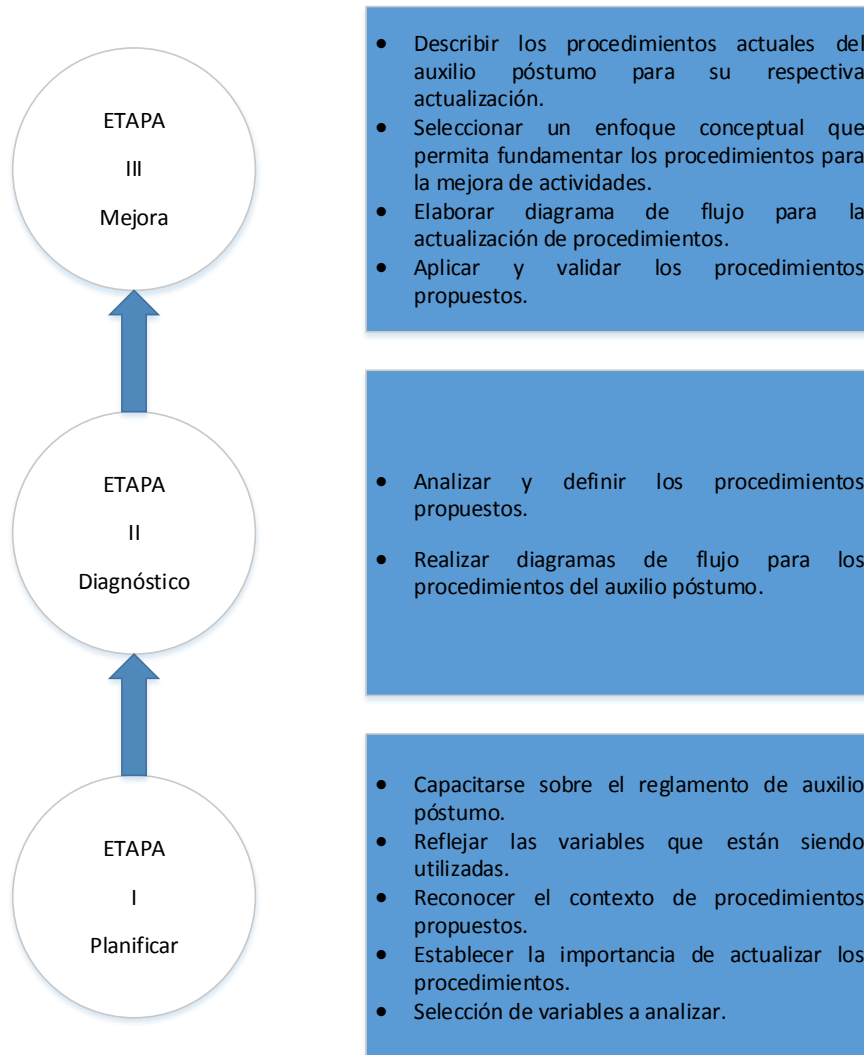 ETAPA
III
Mejora
• Describir los procedimientos actuales del
auxilio póstumo para su respectiva
actualización.
• Seleccionar un enfoque conceptual que
permita fundamentar los procedimientos para
la mejora de actividades.
• Elaborar diagrama de flujo para la
actualización de procedimientos.
• Aplicar y validar los procedimientos
propuestos.
ETAPA
II
Diagnóstico
• Analizar y definir los procedimientos
propuestos.
• Realizar diagramas de flujo para los
procedimientos del auxilio póstumo.
ETAPA
I
Planificar
• Capacitarse sobre el reglamento de auxilio
póstumo.
• Reflejar las variables que están siendo
utilizadas.
• Reconocer el contexto de procedimientos
propuestos.
• Establecer la importancia de actualizar los
procedimientos.
• Selección de variables a analizar.